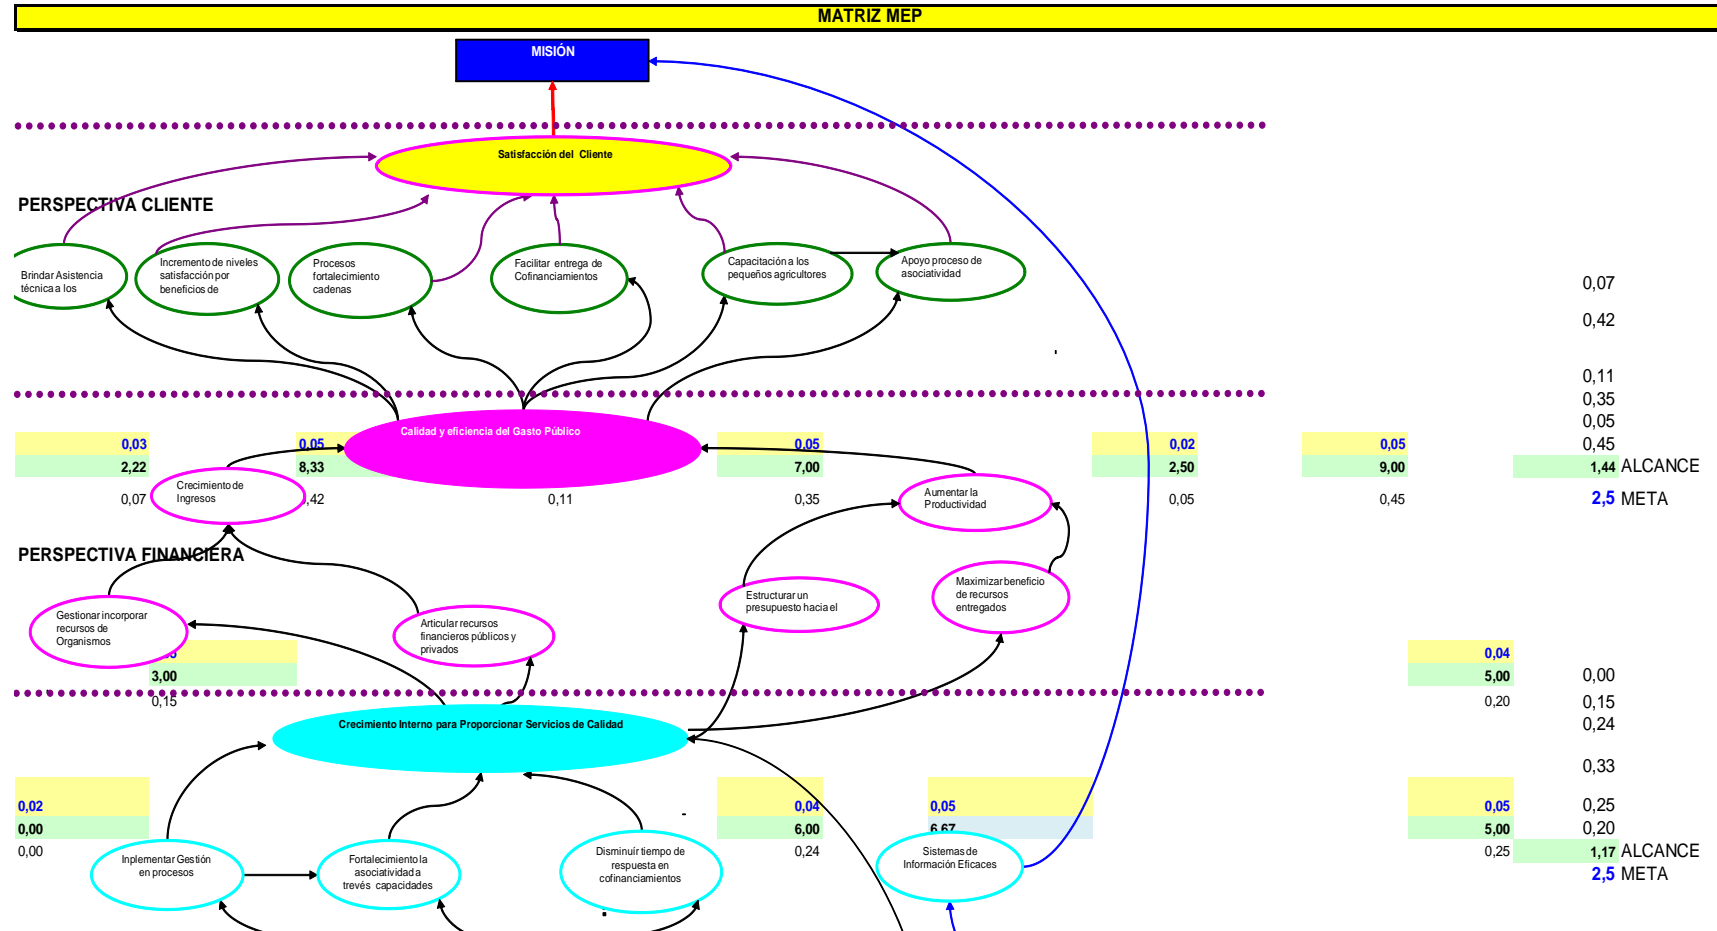 MATRIZ MEP
MISIÓN
Satisfacción del Cliente
PERSPECTIVA CLIENTE
Brindar Asistencia
técnica a los
Incremento de niveles
satisfacción por
beneficios de
Procesos
fortalecimiento
cadenas
Facilitar entrega de
Cofinanciamientos
Capacitación a los
pequeños agricultores
Apoyo proceso de
asociatividad
0,07
0,42
0,11
0,35
0,05
0,45
Calidad y eficiencia del Gasto Público
0,03
0,05
0,05
0,02
0,05
2,22
8,33
7,00
2,50
9,00
1,44 ALCANCE
0,07
,42
0,11
0,35
0,05
0,45
2,5 META
Crecimiento de
Ingresos
Aumentar la
Productividad
PERSPECTIVA FINANCIERA
Gestionar incorporar
recursos de
Organismos
Articular recursos
financieros públicos y
privados
Estructurar un
presupuesto hacia el
Maximizar beneficio
de recursos
entregados
0,04
3,00
5,00
0,00
0,15
0,20
0,15
0,24
Crecimiento Interno para Proporcionar Servicios de Calidad
0,33
0,02
0,04
0,05
0,05
0,25
0,00
6,00
6,67
5,00
0,20
0,00
0,24
0,25
1,17 ALCANCE
2,5 META
Inplementar Gestión
en procesos
Fortalecimiento la
asociatividad a
trevés capacidades
Disminuír tiempo de
respuesta en
cofinanciamientos
Sistemas de
Información Eficaces